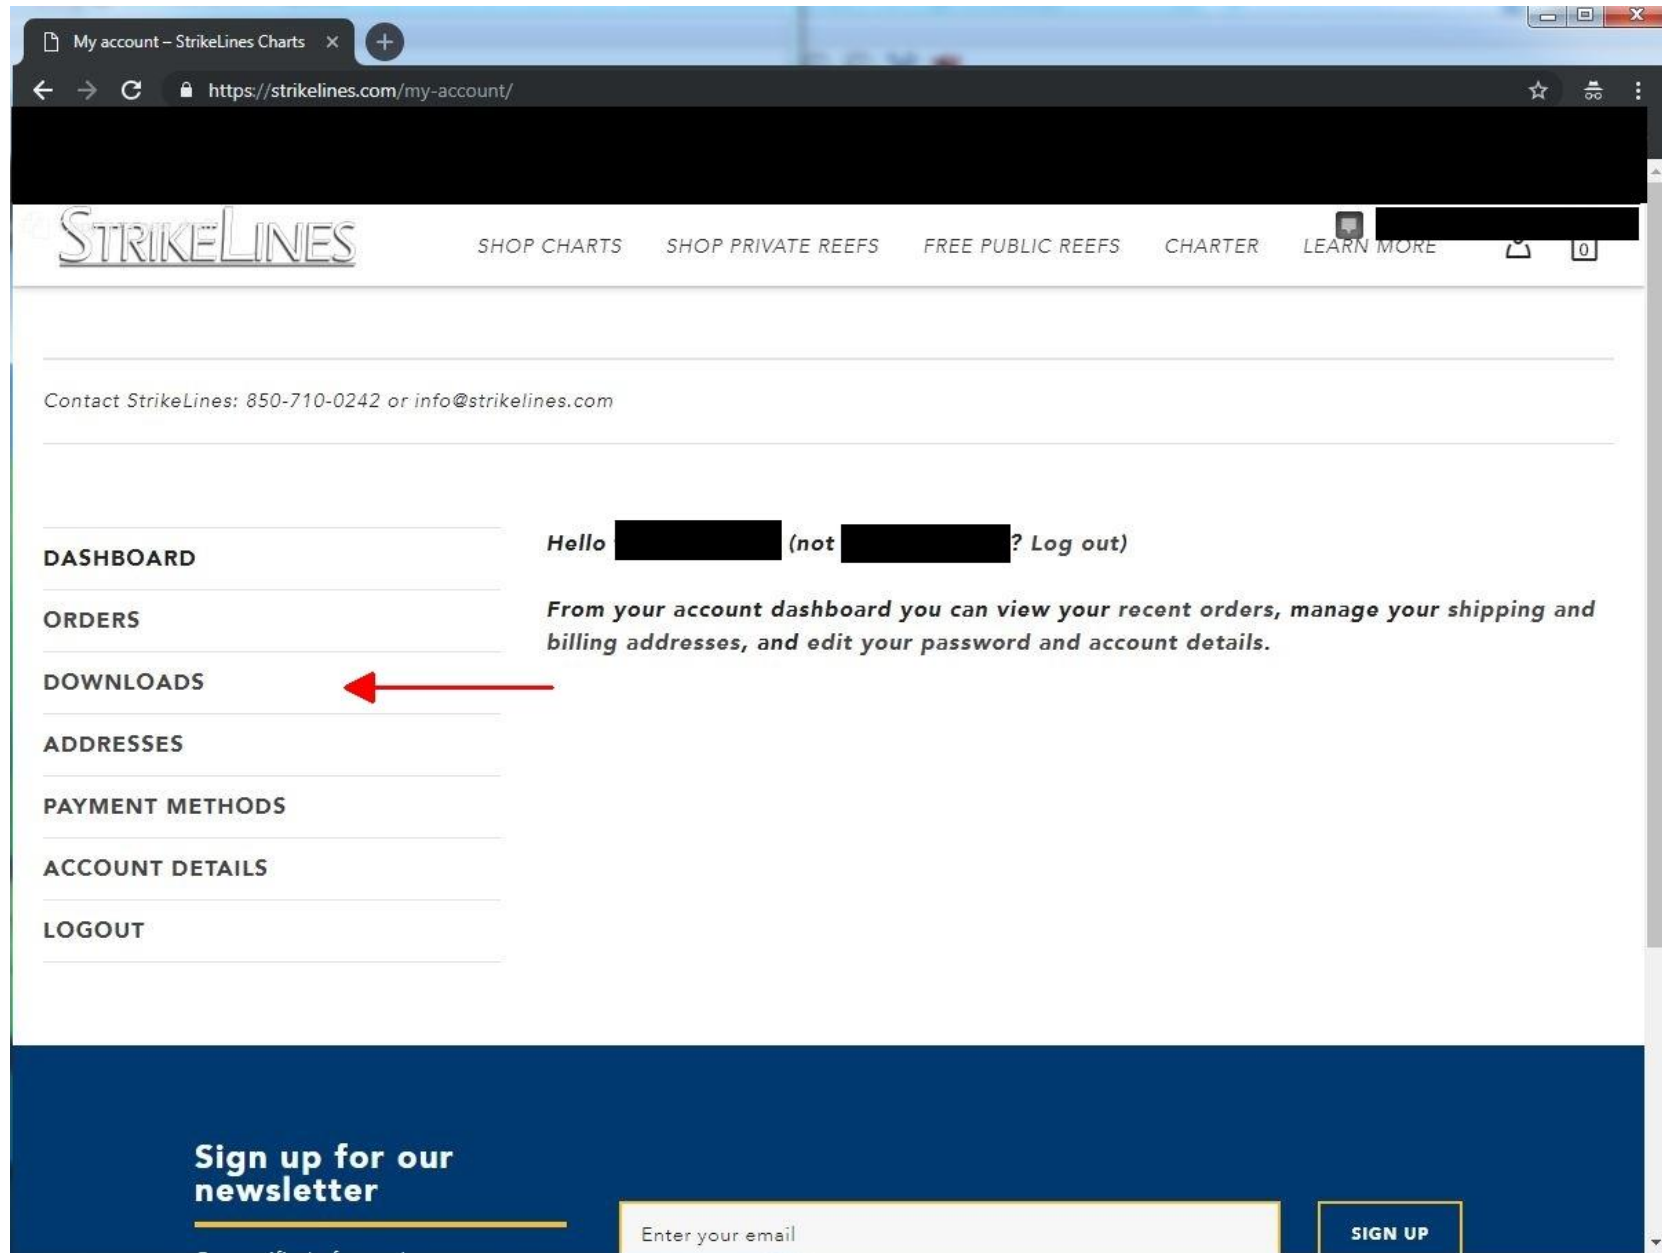 My account – StrikeLines Charts
https://strikelines.com/my-account/
STRIKELINES
SHOP CHARTS SHOP PRIVATE REEFS FREE PUBLIC REEFS CHARTER LEARN MORE 0
Contact StrikeLines: 850-710-0242 or info@strikelines.com
DASHBOARD
ORDERS
DOWNLOADS
ADDRESSES
PAYMENT METHODS
ACCOUNT DETAILS
LOGOUT
Hello (not ? Log out)
From your account dashboard you can view your recent orders, manage your shipping and
billing addresses, and edit your password and account details.
Sign up for our
newsletter
Enter your email
SIGN UP